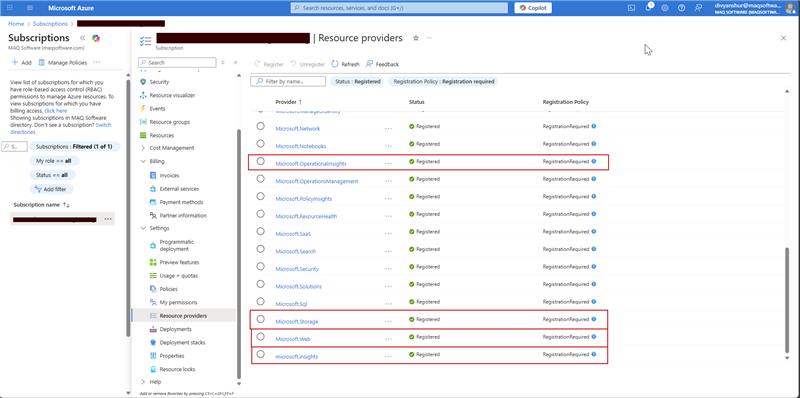 Microsoft Azure
Search resources, services, and docs (G+/)
Copilot
divyanshur@maqsoftwa...
MAQ SOFTWARE (MAQSOFTW...
Home > Subscriptions >
Subscriptions
MAQ Software (maqsoftware.com)
+ Add
Manage Policies
View list of subscriptions for which you
have role-based access control (RBAC)
permissions to manage Azure resources. To
view subscriptions for which you have
billing access, click here
Showing subscriptions in MAQ Software
directory. Don't see a subscription? Switch
directories
S...
Subscriptions : Filtered (1 of 1)
My role == all
Status == all
Add filter
Subscription name ↑↓
| Resource providers
Subscription
Search
Security
Resource visualizer
Events
Resource groups
Resources
Cost Management
Billing
Invoices
External services
Payment methods
Partner information
Settings
Programmatic
deployment
Preview features
Usage + quotas
Policies
My permissions
Resource providers
Deployments
Deployment stacks
Properties
Resource locks
Help
Add or remove favorites by pressing Ctrl+Shift+F
Register
Unregister
Refresh
Feedback
Filter by name...
Status : Registered
Registration Policy : Registration required
Provider ↑ Status Registration Policy
Microsoft.Network Registered RegistrationRequired
Microsoft.Notebooks Registered RegistrationRequired
Microsoft.OperationalInsights Registered RegistrationRequired
Microsoft.OperationsManagement Registered RegistrationRequired
Microsoft.PolicyInsights Registered RegistrationRequired
Microsoft.ResourceHealth Registered RegistrationRequired
Microsoft.SaaS Registered RegistrationRequired
Microsoft.Search Registered RegistrationRequired
Microsoft.Security Registered RegistrationRequired
Microsoft.Solutions Registered RegistrationRequired
Microsoft.Sql Registered RegistrationRequired
Microsoft.Storage Registered RegistrationRequired
Microsoft.Web Registered RegistrationRequired
microsoft.insights Registered RegistrationRequired